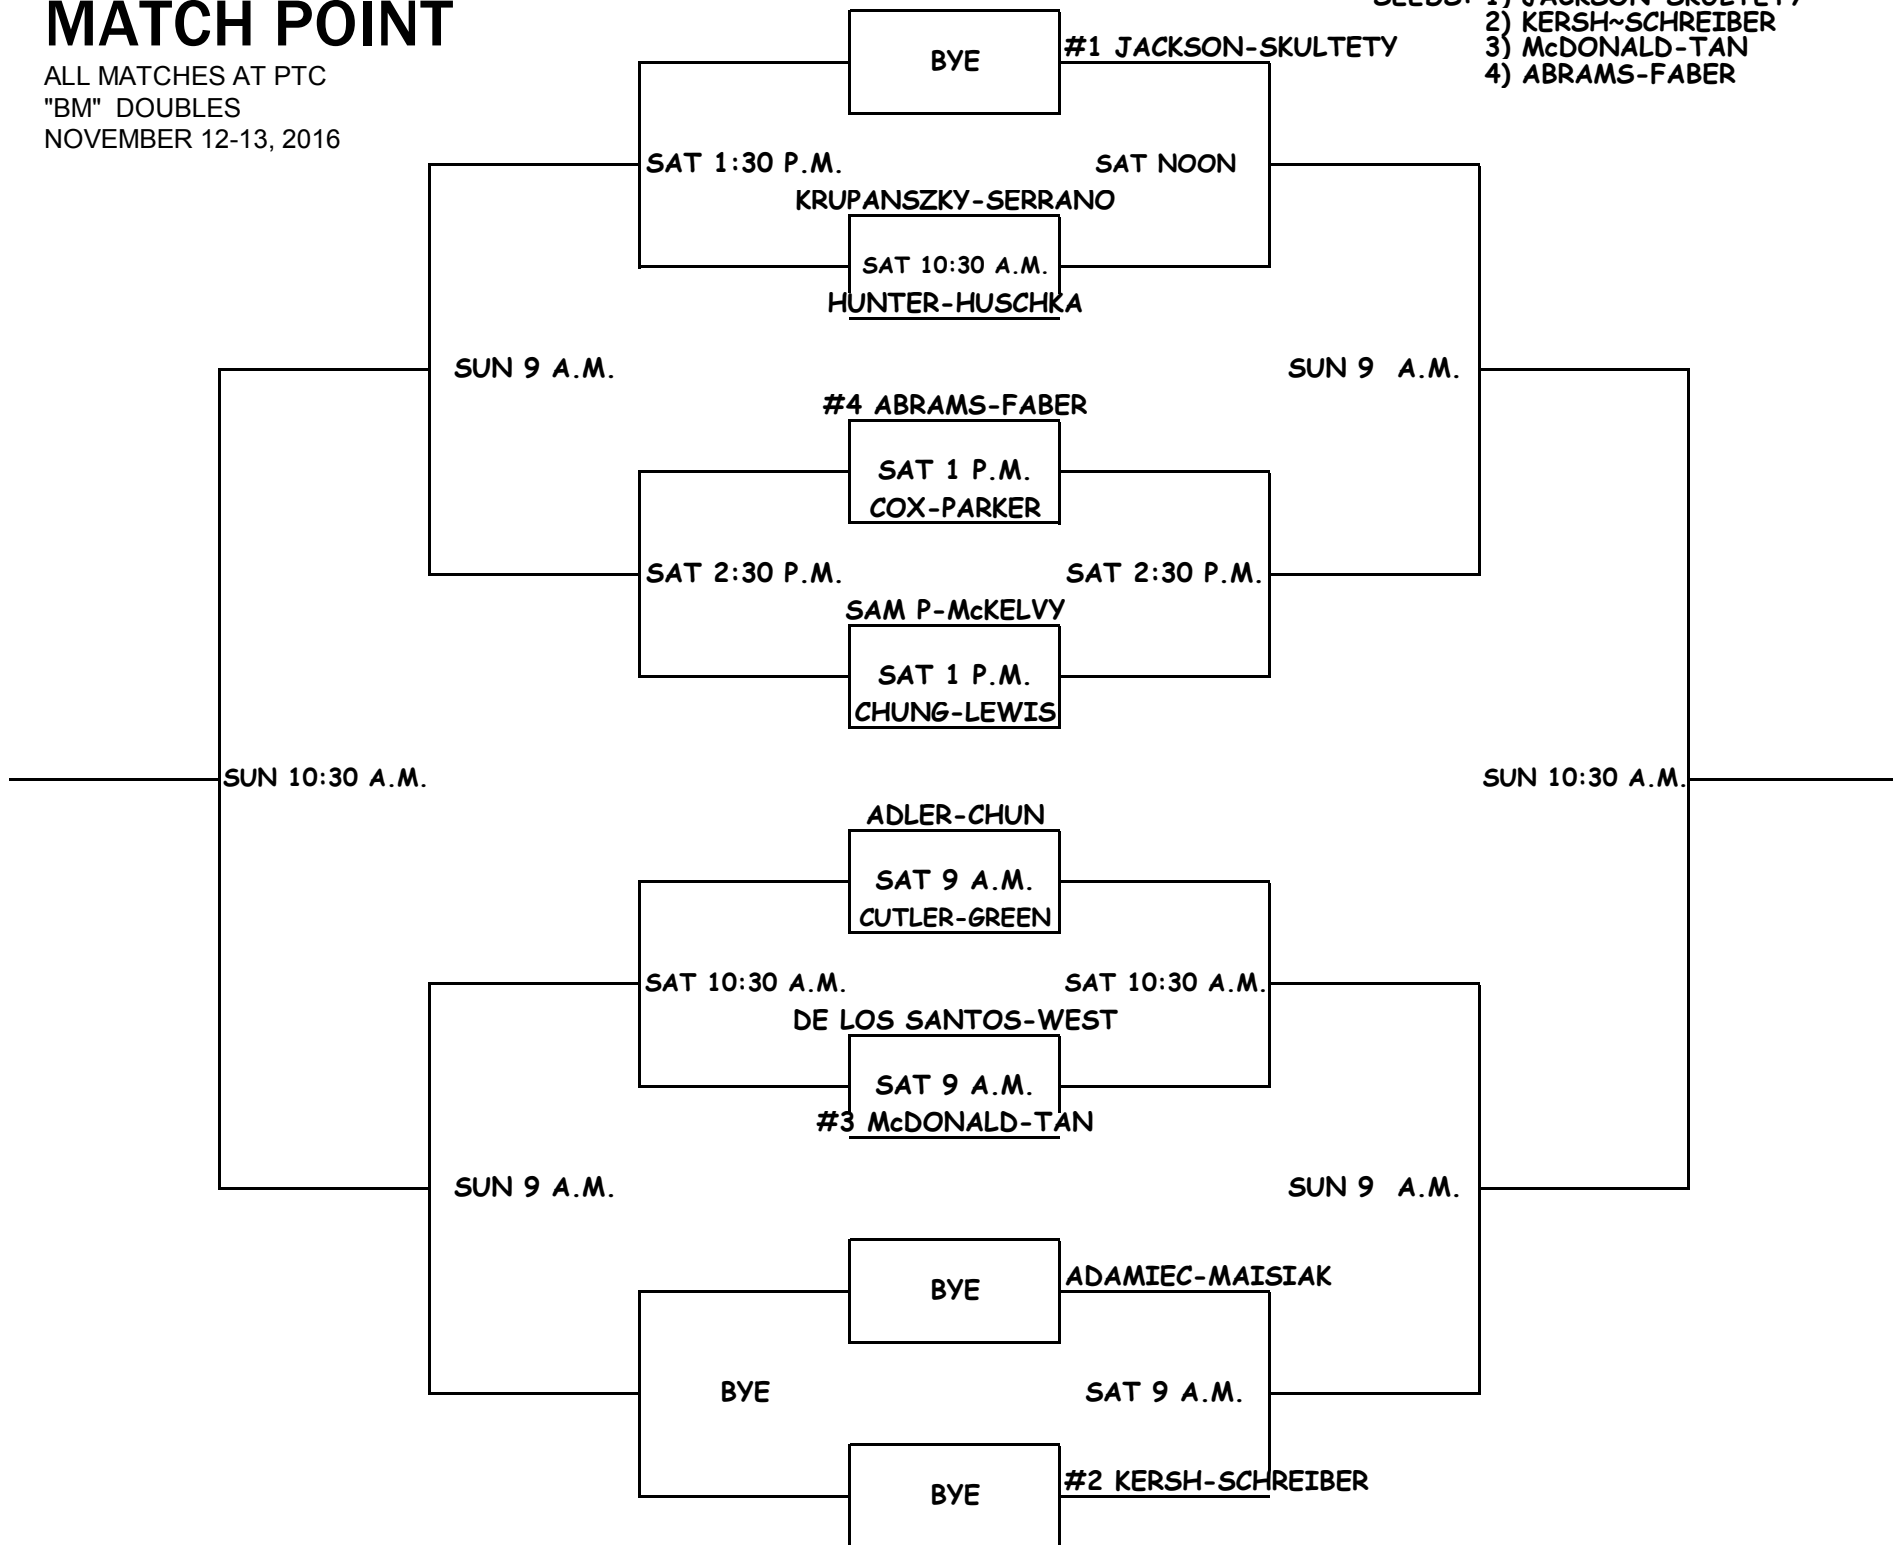 MATCH POINT
ALL MATCHES AT PTC
"BM" DOUBLES
NOVEMBER 12-13, 2016
SEEDS: 1) JACKSON-SKULTETY
2) KERSH~SCHREIBER
3) McDONALD-TAN
4) ABRAMS-FABER
BYE
#1 JACKSON-SKULTETY
SAT 1:30 P.M.
SAT NOON
KRUPANSZKY-SERRANO
SAT 10:30 A.M.
HUNTER-HUSCHKA
SUN 9 A.M.
SUN 9 A.M.
#4 ABRAMS-FABER
SAT 1 P.M.
COX-PARKER
SAT 2:30 P.M.
SAT 2:30 P.M.
SAM P-McKELVY
SAT 1 P.M.
CHUNG-LEWIS
SUN 10:30 A.M.
SUN 10:30 A.M.
ADLER-CHUN
SAT 9 A.M.
CUTLER-GREEN
SAT 10:30 A.M.
SAT 10:30 A.M.
DE LOS SANTOS-WEST
SAT 9 A.M.
#3 McDONALD-TAN
SUN 9 A.M.
SUN 9 A.M.
BYE
ADAMIEC-MAISIAK
BYE
SAT 9 A.M.
BYE
#2 KERSH-SCHREIBER